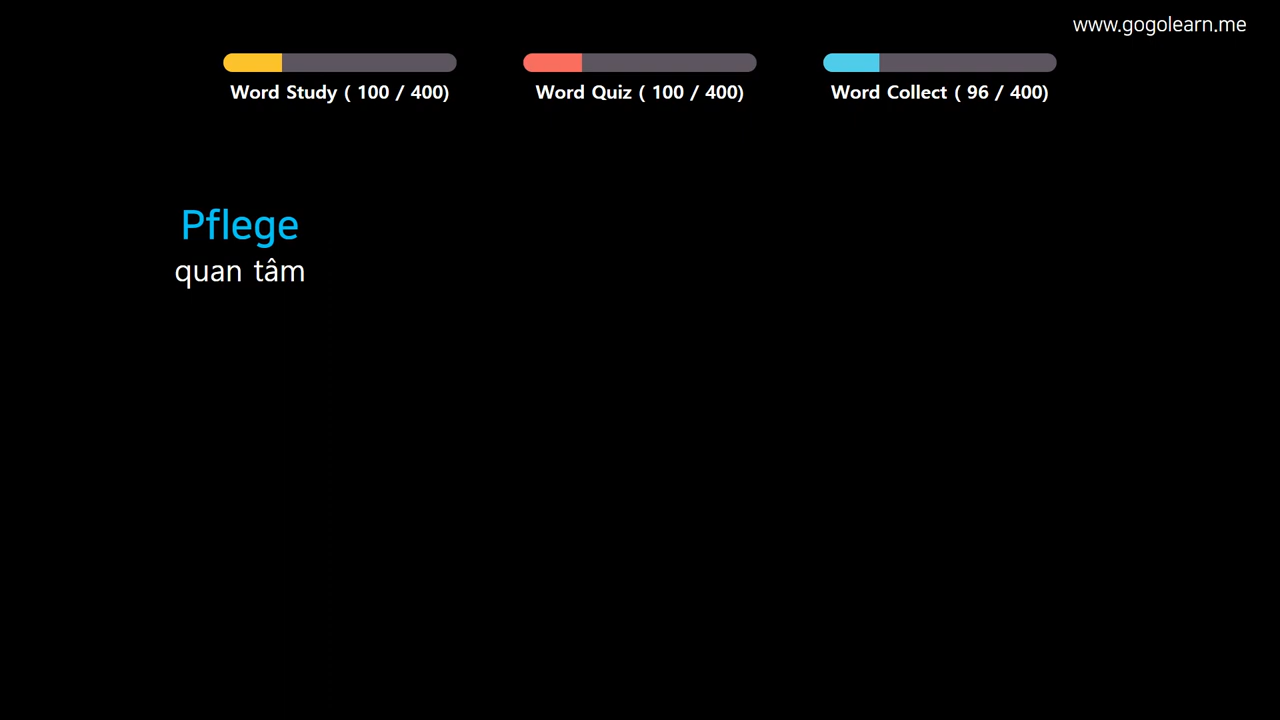 www.gogolearn.me
Word Study ( 100 / 400)
Word Quiz ( 100 / 400)
Word Collect ( 96 / 400)
Pflege
quan tâm